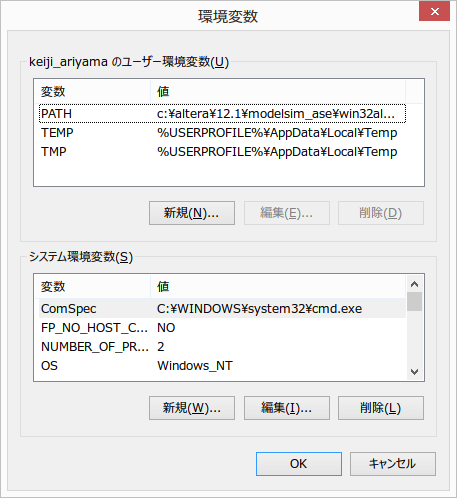 環境変数
keiji_ariyama のユーザー環境変数(U)
変数 値
PATH c:¥altera¥12.1¥modelsim_ase¥win32al...
TEMP %USERPROFILE%¥AppData¥Local¥Temp
TMP %USERPROFILE%¥AppData¥Local¥Temp
新規(N)... 編集(E)... 削除(D)
システム環境変数(S)
変数 値
ComSpec C:¥WINDOWS¥system32¥cmd.exe
FP_NO_HOST_C... NO
NUMBER_OF_PR... 2
OS Windows_NT
新規(W)... 編集(I)... 削除(L)
OK キャンセル